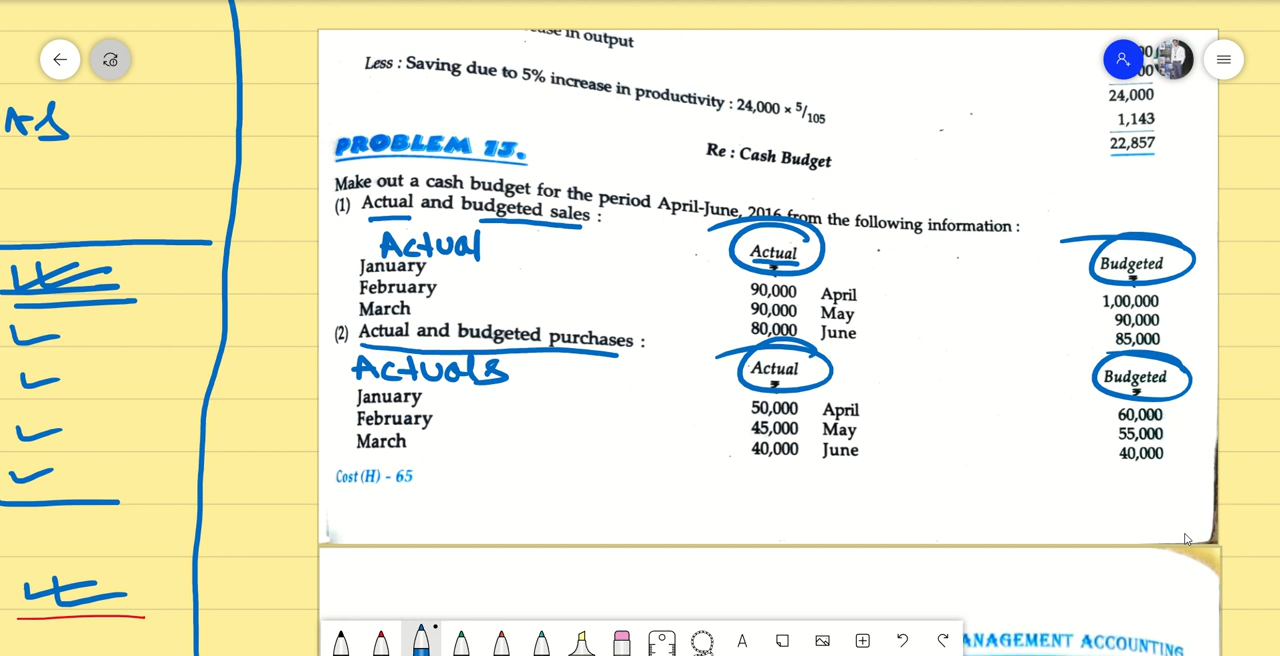 in output
Less : Saving due to 5% increase in productivity : 24,000 × 5/105
24,000
1,143
22,857
AS
PROBLEM 15.
Re : Cash Budget
Make out a cash budget for the period April-June, 2016 from the following information :
(1) Actual and budgeted sales :
Actual
Actual Budgeted
₹ ₹
January 90,000 April 1,00,000
February 90,000 May 90,000
March 80,000 June 85,000
(2) Actual and budgeted purchases :
Actuals
Actual Budgeted
₹ ₹
January 50,000 April 60,000
February 45,000 May 55,000
March 40,000 June 40,000
Cost (H) - 65
A
ANAGEMENT ACCOUNTING